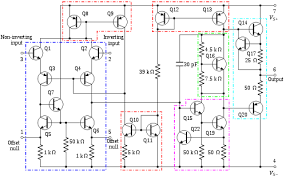 Q8
Q9
Q12
Q13
Q14
7
VS+
Non-inverting
input
Inverting
input
Q1
Q2
3
2
4.5 kΩ
Q17
Q16
25 Ω
39 kΩ
30 pF
7.5 kΩ
6
Output
Q3
Q4
50 Ω
Q7
Q15
Q20
Q5
Q6
Q10
Q11
Q19
Q22
1
5
Offset
null
Offset
null
1 kΩ
50 kΩ
1 kΩ
5 kΩ
50 kΩ
50 Ω
4
VS−